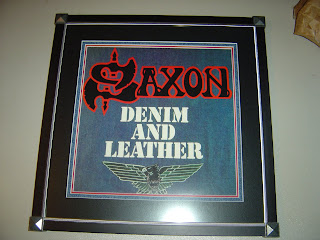 SAXON
DENIM
AND
LEATHER